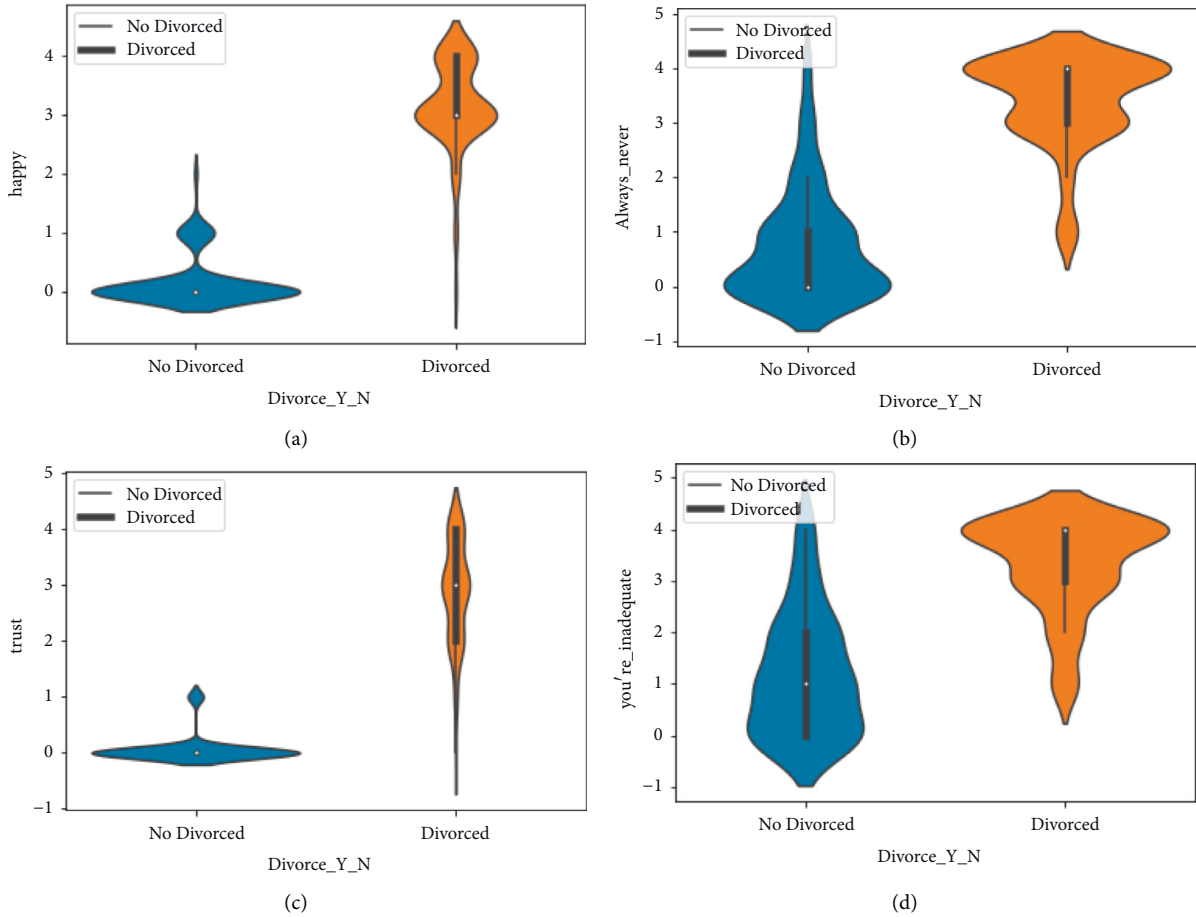 No Divorced
Divorced
4
3
2
1
0
happy
No Divorced
Divorced
Divorce_Y_N
(a)
No Divorced
Divorced
5
4
3
2
1
0
−1
Always_never
No Divorced
Divorced
Divorce_Y_N
(b)
No Divorced
Divorced
5
4
3
2
1
0
−1
trust
No Divorced
Divorced
Divorce_Y_N
(c)
No Divorced
Divorced
5
4
3
2
1
0
−1
you're_inadequate
No Divorced
Divorced
Divorce_Y_N
(d)